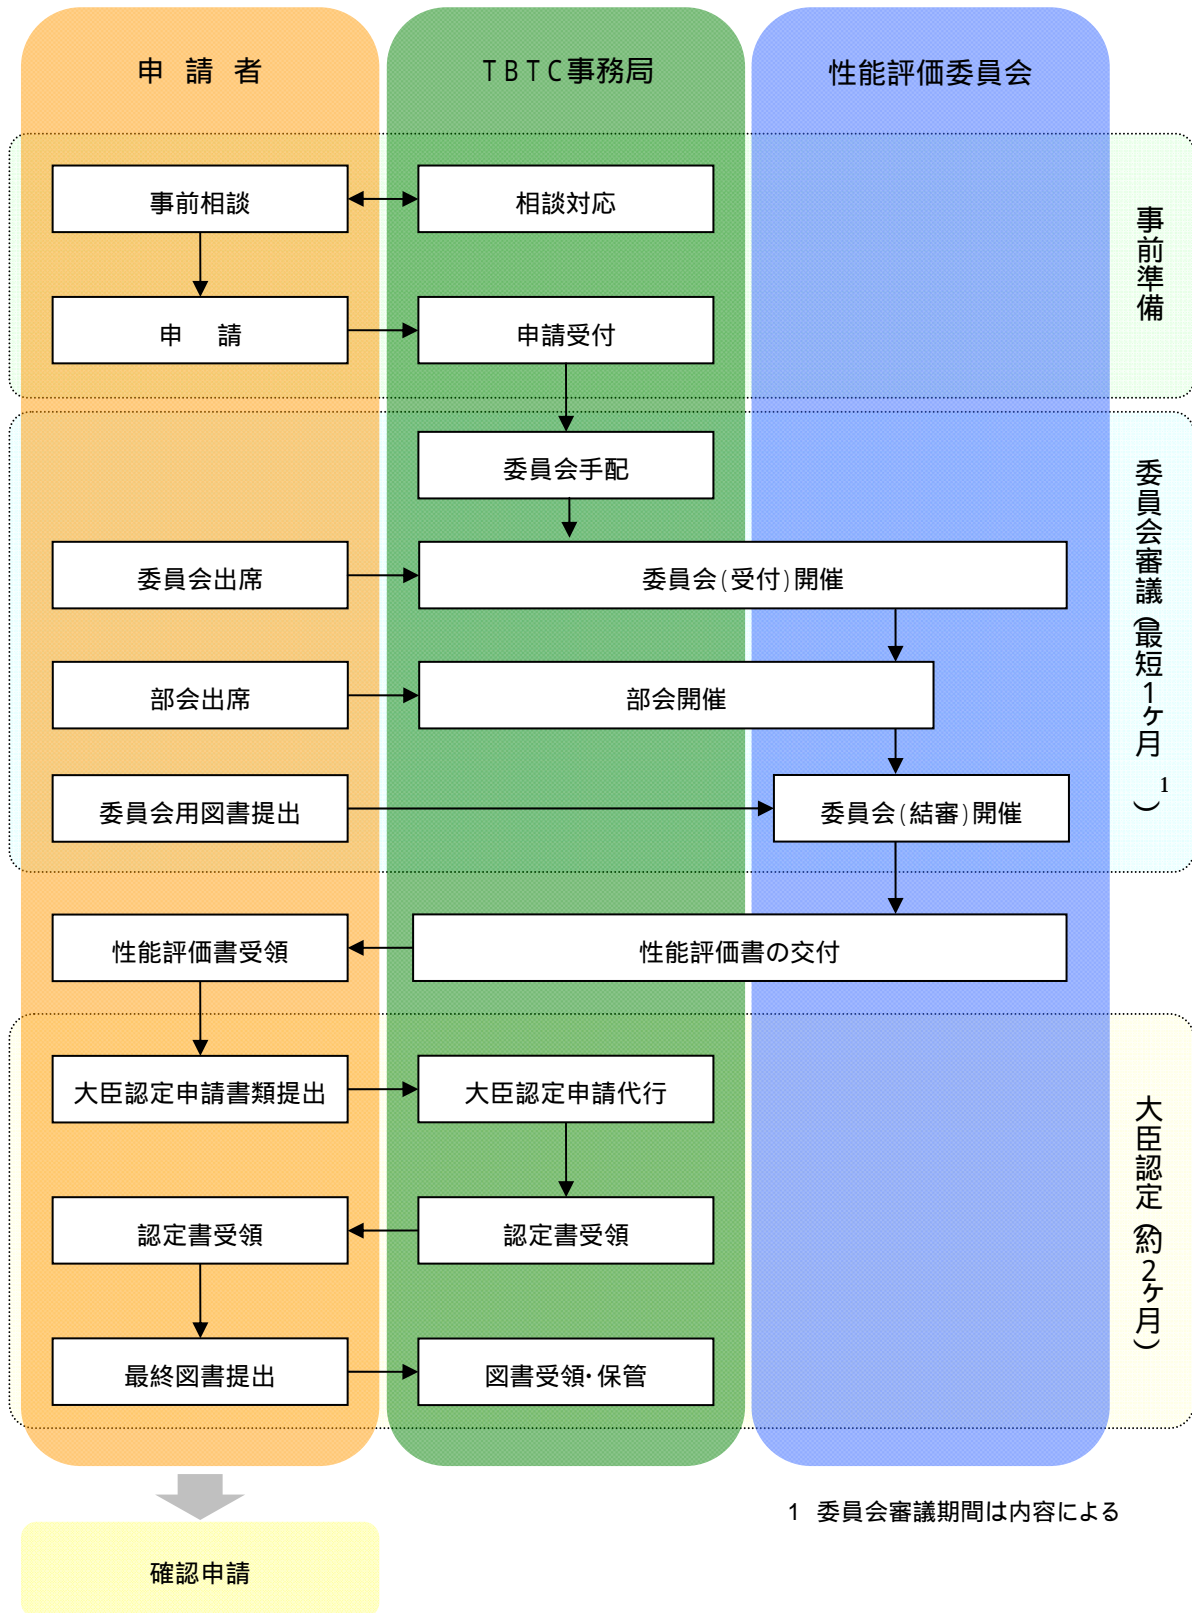 申 請 者
TBTC事務局
性能評価委員会
事前準備
事前相談
相談対応
申 請
申請受付
委員会審議(最短1ヶ月 1)
委員会手配
委員会出席
委員会(受付)開催
部会出席
部会開催
委員会用図書提出
委員会(結審)開催
性能評価書受領
性能評価書の交付
大臣認定(約2ヶ月)
大臣認定申請書類提出
大臣認定申請代行
認定書受領
認定書受領
最終図書提出
図書受領・保管
1 委員会審議期間は内容による
確認申請